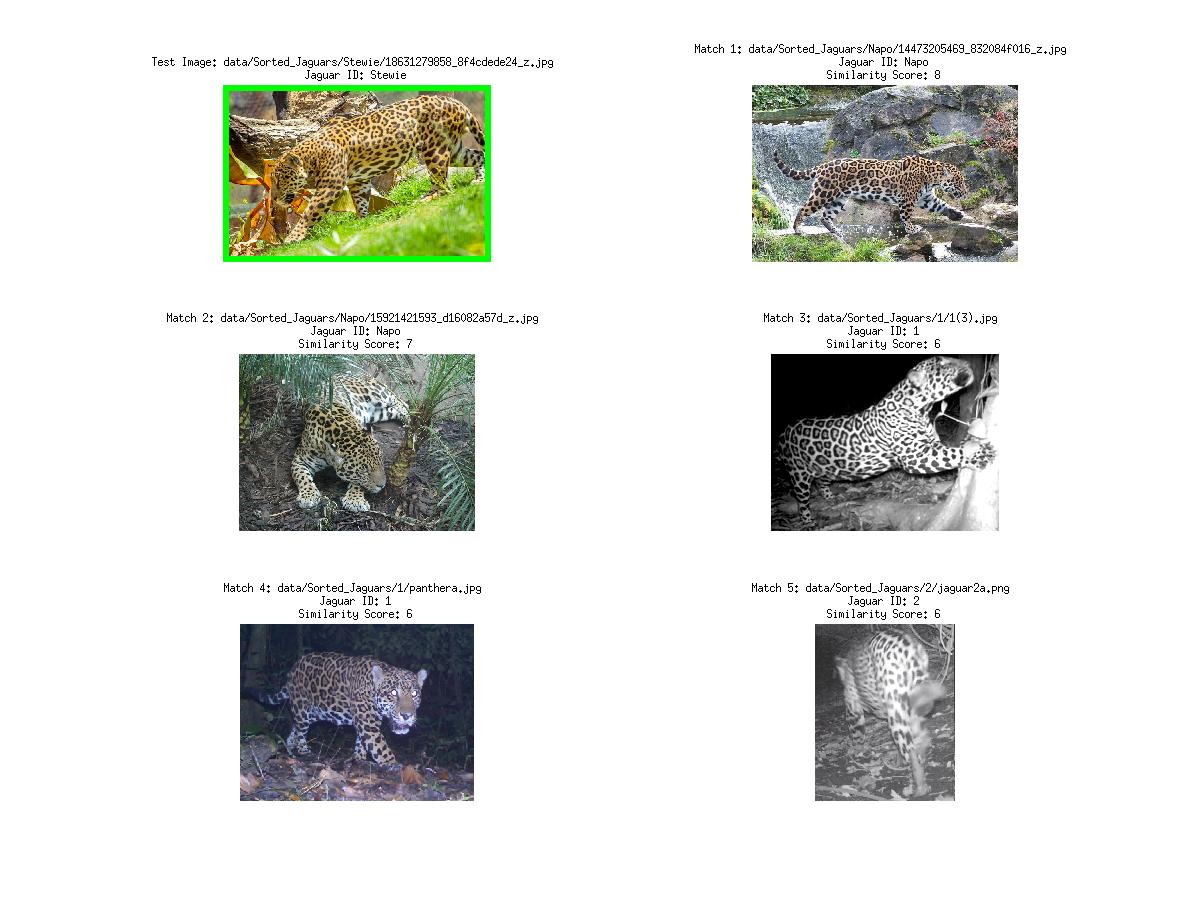 Test Image: data/Sorted_Jaguars/Stewie/18631279858_8f4cdede24_z.jpg
Jaguar ID: Stewie
Match 1: data/Sorted_Jaguars/Napo/14473205469_832084f016_z.jpg
Jaguar ID: Napo
Similarity Score: 8
Match 2: data/Sorted_Jaguars/Napo/15921421593_d16082a57d_z.jpg
Jaguar ID: Napo
Similarity Score: 7
Match 3: data/Sorted_Jaguars/1/1(3).jpg
Jaguar ID: 1
Similarity Score: 6
Match 4: data/Sorted_Jaguars/1/panthera.jpg
Jaguar ID: 1
Similarity Score: 6
Match 5: data/Sorted_Jaguars/2/jaguar2a.png
Jaguar ID: 2
Similarity Score: 6